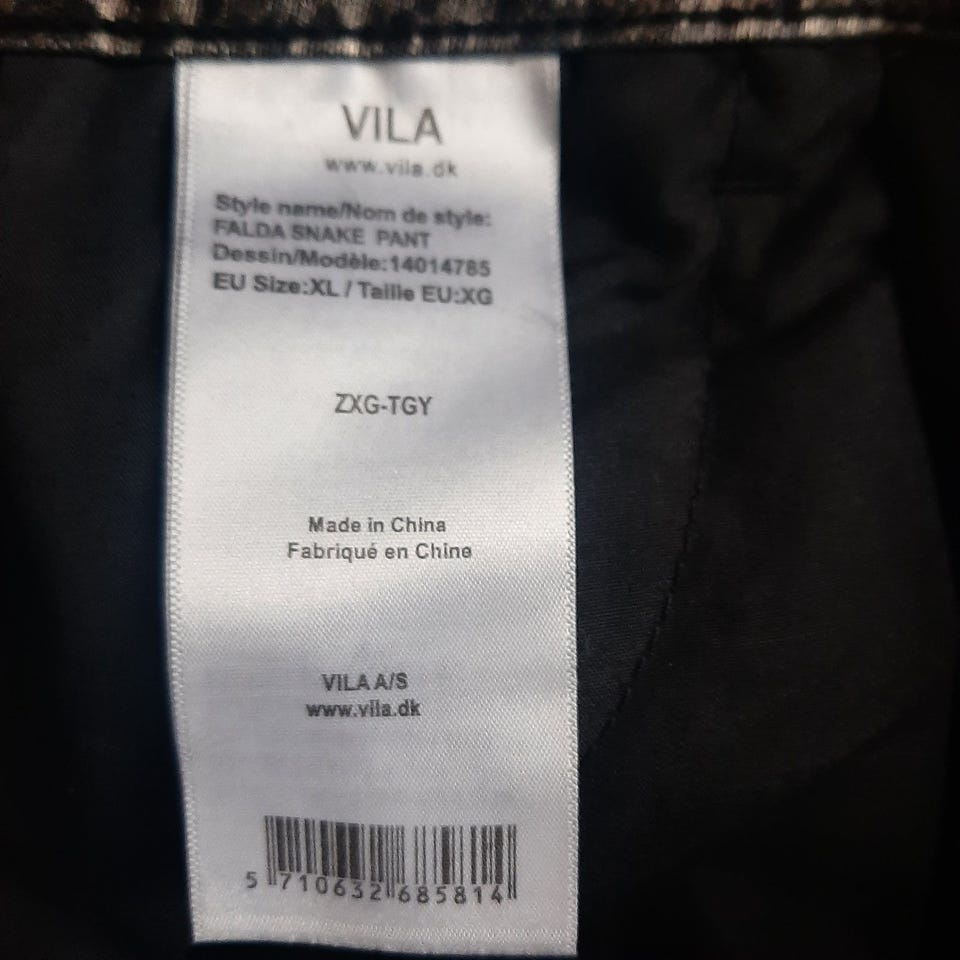 VILA
www.vila.dk
Style name/Nom de style:
FALDA SNAKE PANT
Dessin/Modèle:14014785
EU Size:XL / Taille EU:XG
ZXG-TGY
Made in China
Fabriqué en Chine
VILA A/S
www.vila.dk
5 710632 685814